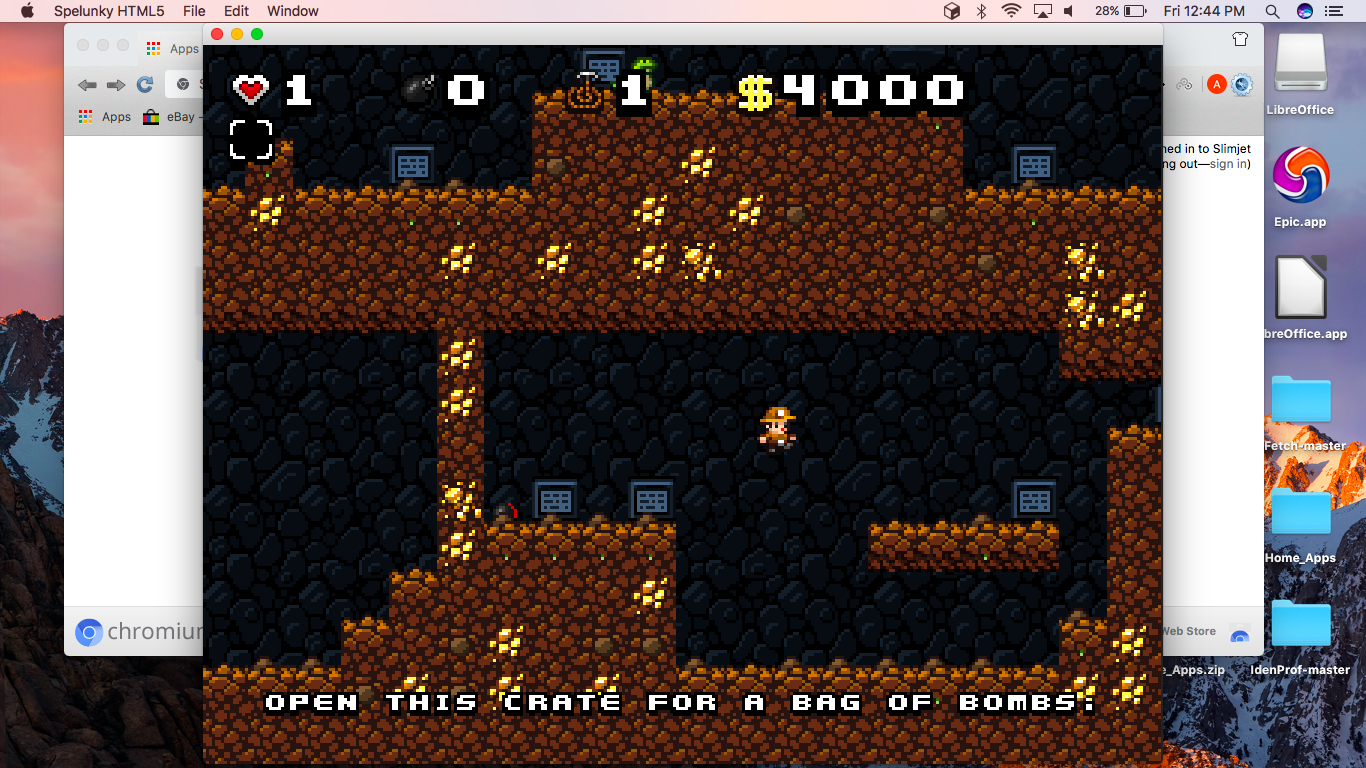 Spelunky HTML5 File Edit Window 28% Fri 12:44 PM
Apps
Apps eBay -
1 0 1 $4000
A
ned in to Slimjet
ng out—sign in)
LibreOffice
Epic.app
breOffice.app
Fetch-master
Home_Apps
chromiu
Web Store
e_Apps.zip IdenProf-master
OPEN THIS CRATE FOR A BAG OF BOMBS: